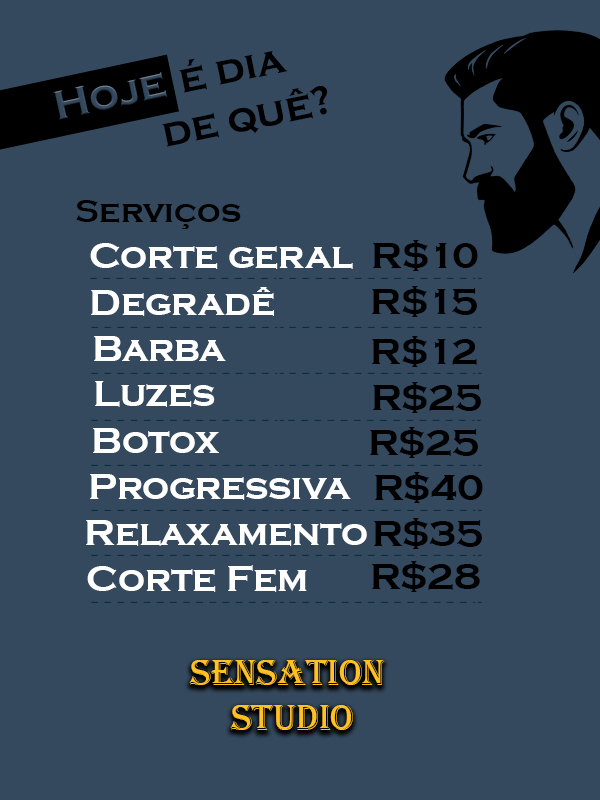 Hoje é dia
de quê?
Serviços
Corte geral R$10
Degradê R$15
Barba R$12
Luzes R$25
Botox R$25
Progressiva R$40
Relaxamento R$35
Corte Fem R$28
SENSATION
STUDIO